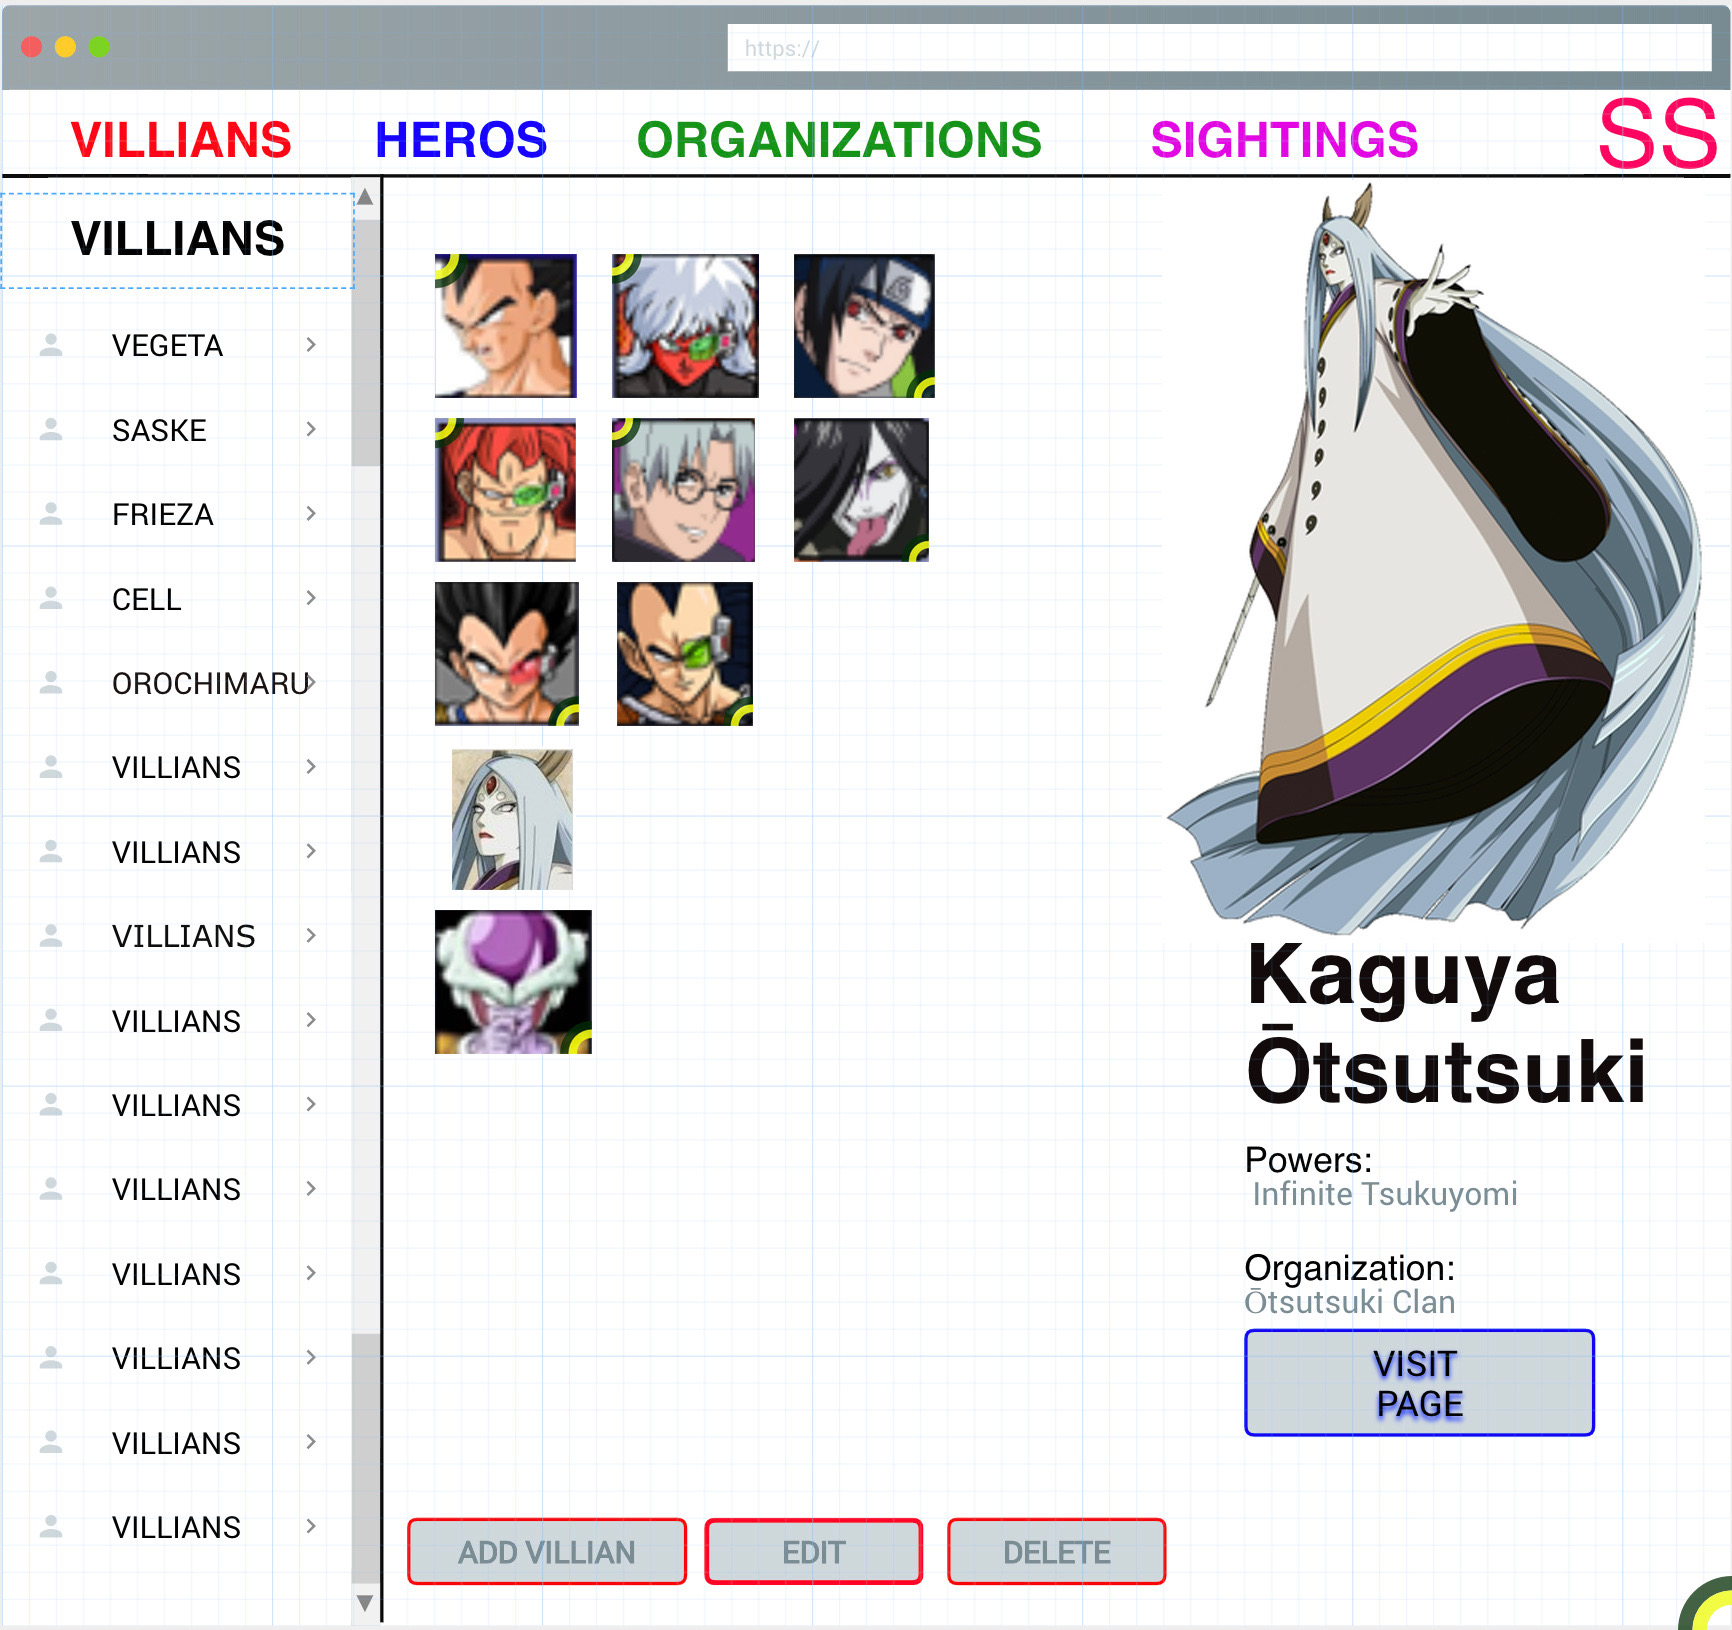 https://
VILLIANS HEROS ORGANIZATIONS SIGHTINGS SS
VILLIANS
VEGETA
SASKE
FRIEZA
CELL
OROCHIMARU
VILLIANS
VILLIANS
VILLIANS
VILLIANS
VILLIANS
VILLIANS
VILLIANS
VILLIANS
VILLIANS
VILLIANS
Kaguya
Ōtsutsuki
Powers:
Infinite Tsukuyomi
Organization:
Ōtsutsuki Clan
VISIT
PAGE
ADD VILLIAN EDIT DELETE